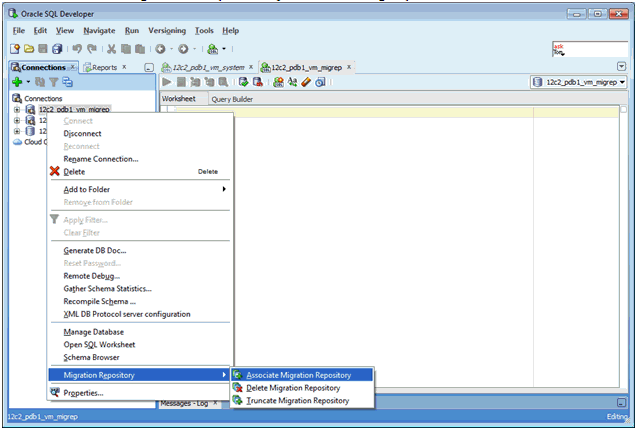 Oracle SQL Developer
File Edit View Navigate Run Versioning Tools Help
Connections x Reports x
12c2_pdb1_vm_system x 12c2_pdb1_vm_migrep x
12c2_pdb1_vm_migrep
Worksheet Query Builder
Connections
12c2_pdb1_vm_migrep
12
12
Cloud C
Connect
Disconnect
Reconnect
Rename Connection...
Delete Delete
Add to Folder
Remove from Folder
Apply Filter...
Clear Filter
Generate DB Doc...
Reset Password...
Remote Debug...
Gather Schema Statistics...
Recompile Schema ...
XML DB Protocol server configuration
Manage Database
Open SQL Worksheet
Schema Browser
Migration Repository
Associate Migration Repository
Delete Migration Repository
Truncate Migration Repository
Properties...
Messages - Log x
12c2_pdb1_vm_migrep Editing